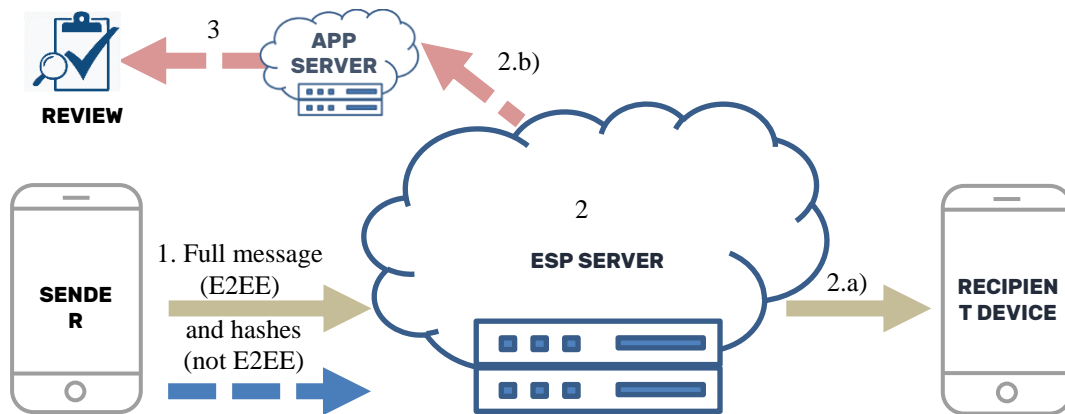 3
APP
SERVER
2.b)
REVIEW
2
1. Full message
(E2EE)
and hashes
(not E2EE)
SENDE
R
ESP SERVER
2.a)
RECIPIEN
T DEVICE